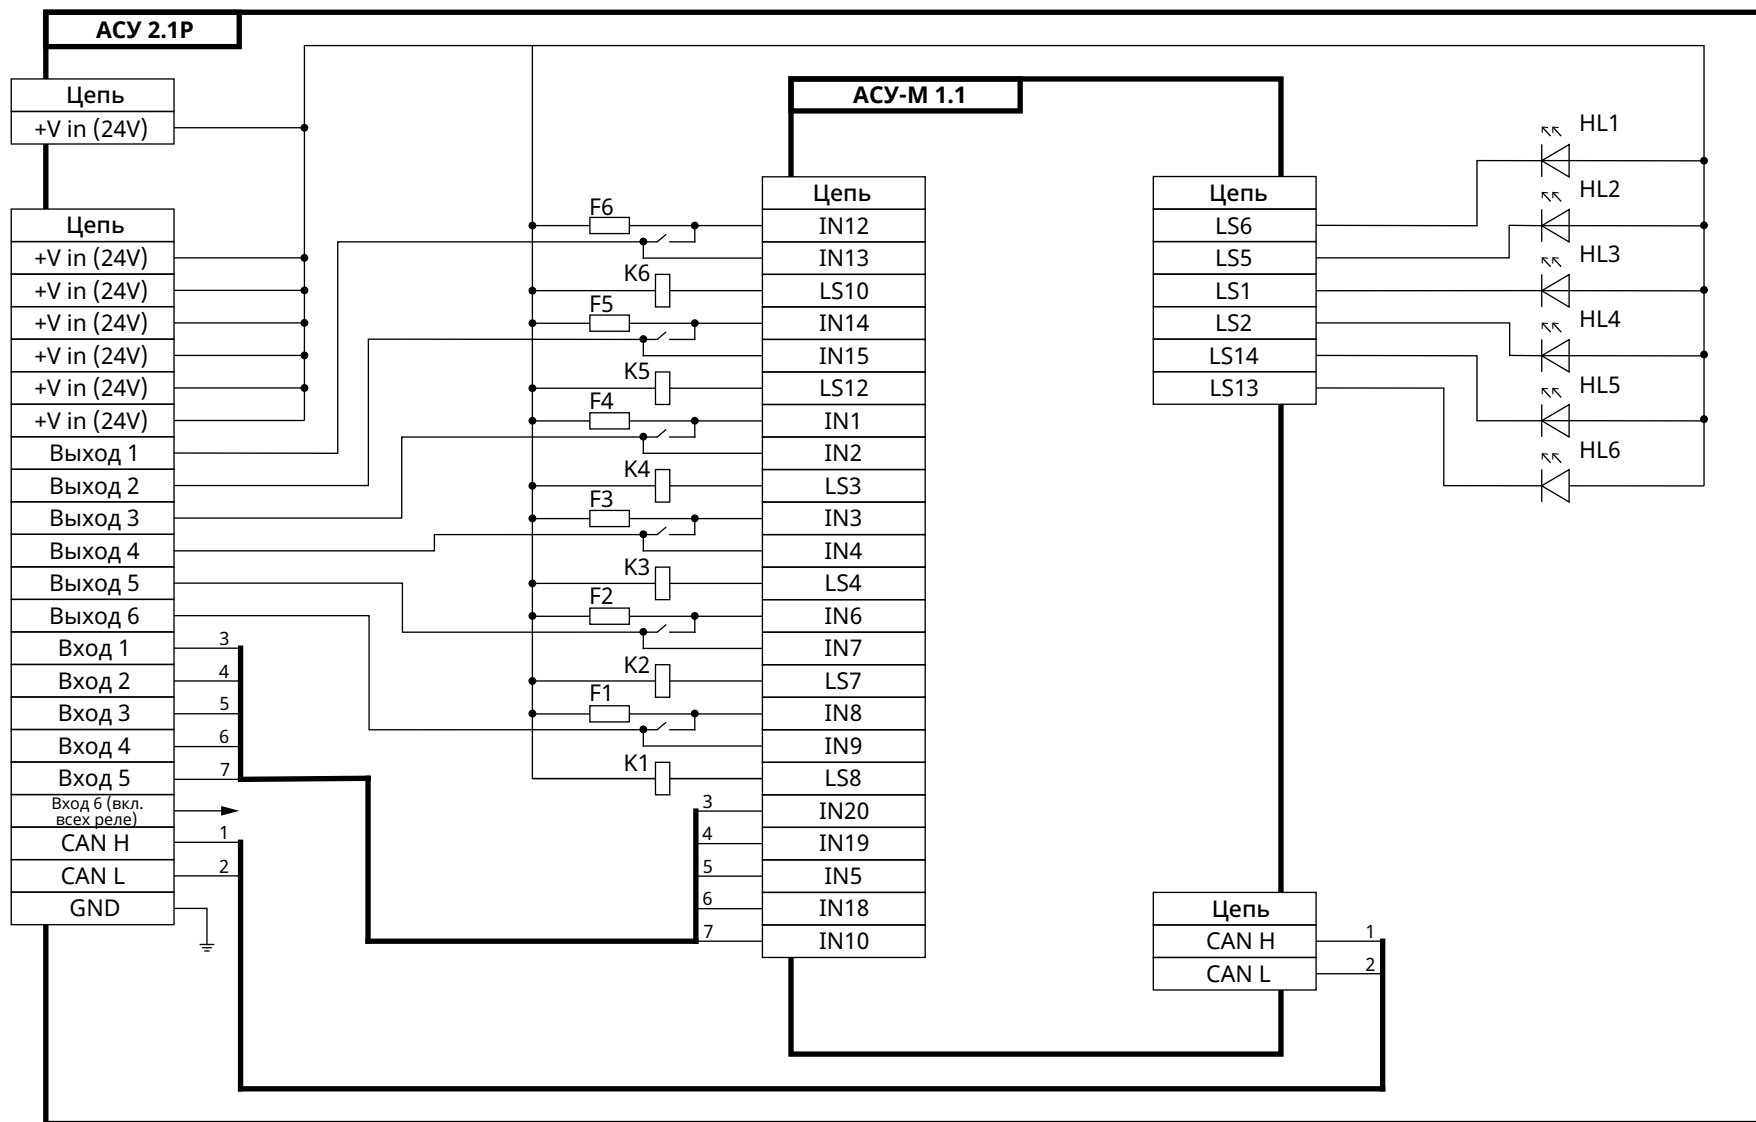 АСУ 2.1Р
Цепь
+V in (24V)
Цепь
+V in (24V)
+V in (24V)
+V in (24V)
+V in (24V)
+V in (24V)
+V in (24V)
Выход 1
Выход 2
Выход 3
Выход 4
Выход 5
Выход 6
Вход 1
3
Вход 2
4
Вход 3
5
Вход 4
6
Вход 5
7
Вход 6 (вкл.
всех реле)
CAN H
1
CAN L
2
GND
F6
K6
F5
K5
F4
K4
F3
K3
F2
K2
F1
K1
АСУ-М 1.1
Цепь
IN12
IN13
LS10
IN14
IN15
LS12
IN1
IN2
LS3
IN3
IN4
LS4
IN6
IN7
LS7
IN8
IN9
LS8
3
IN20
4
IN19
5
IN5
6
IN18
7
IN10
Цепь
LS6
LS5
LS1
LS2
LS14
LS13
HL1
HL2
HL3
HL4
HL5
HL6
Цепь
CAN H
1
CAN L
2